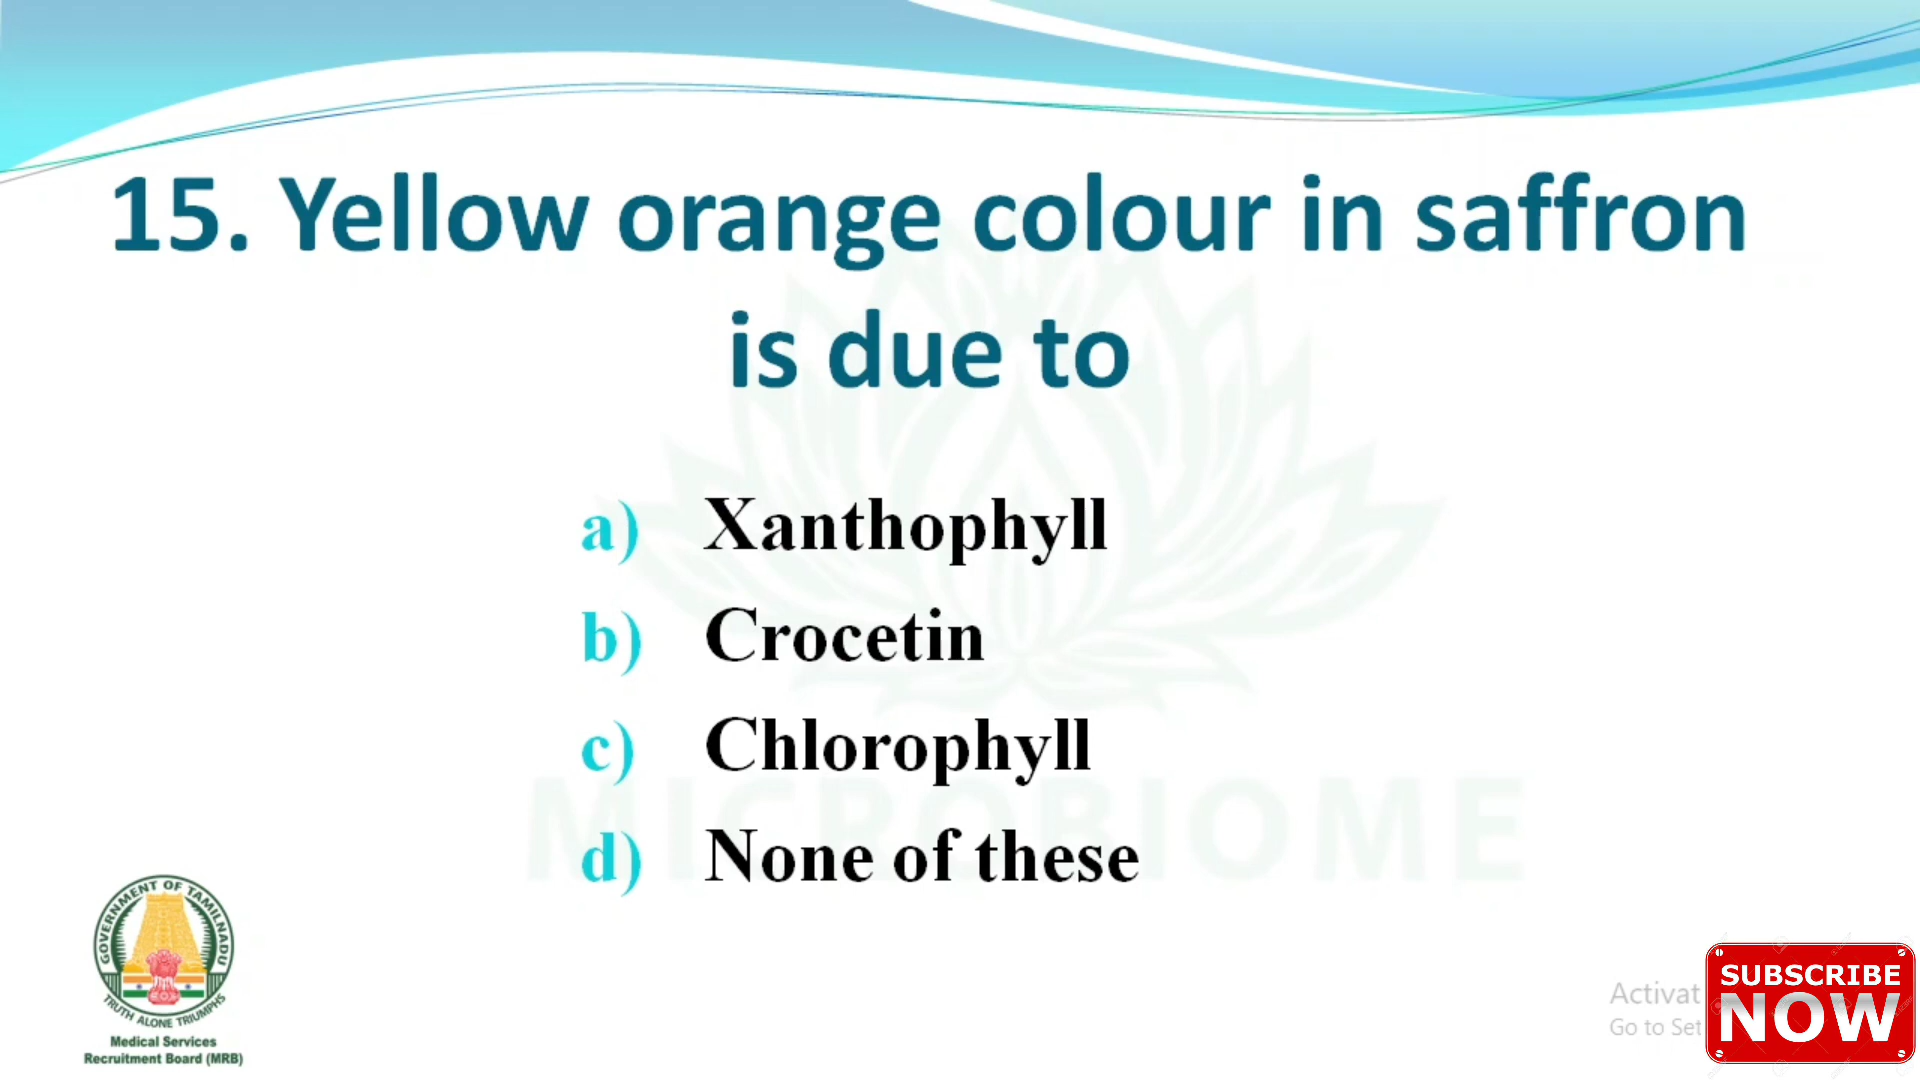 15. Yellow orange colour in saffron
is due to
a) Xanthophyll
b) Crocetin
c) Chlorophyll
d) None of these
MICROBIOME
GOVERNMENT OF TAMILNADU
TRUTH ALONE TRIUMPHS
Medical Services
Recruitment Board (MRB)
Activat
Go to Set
SUBSCRIBE
NOW